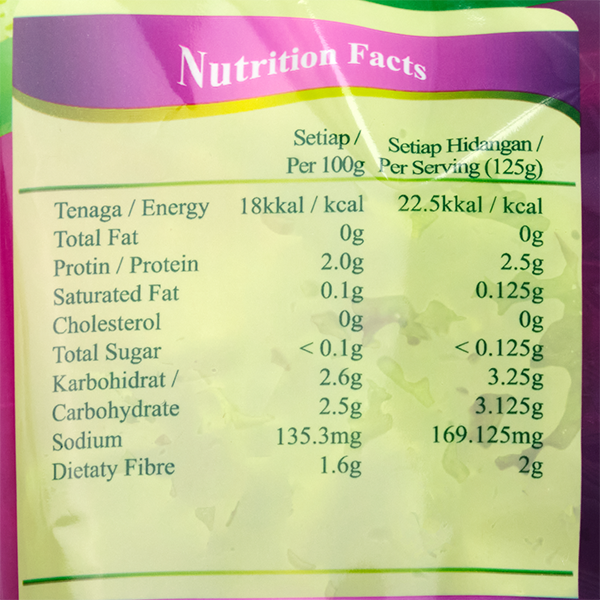 Nutrition Facts
Setiap / Setiap Hidangan /
Per 100g Per Serving (125g)
Tenaga / Energy 18kkal / kcal 22.5kkal / kcal
Total Fat 0g 0g
Protin / Protein 2.0g 2.5g
Saturated Fat 0.1g 0.125g
Cholesterol 0g 0g
Total Sugar < 0.1g < 0.125g
Karbohidrat / 2.6g 3.25g
Carbohydrate 2.5g 3.125g
Sodium 135.3mg 169.125mg
Dietaty Fibre 1.6g 2g